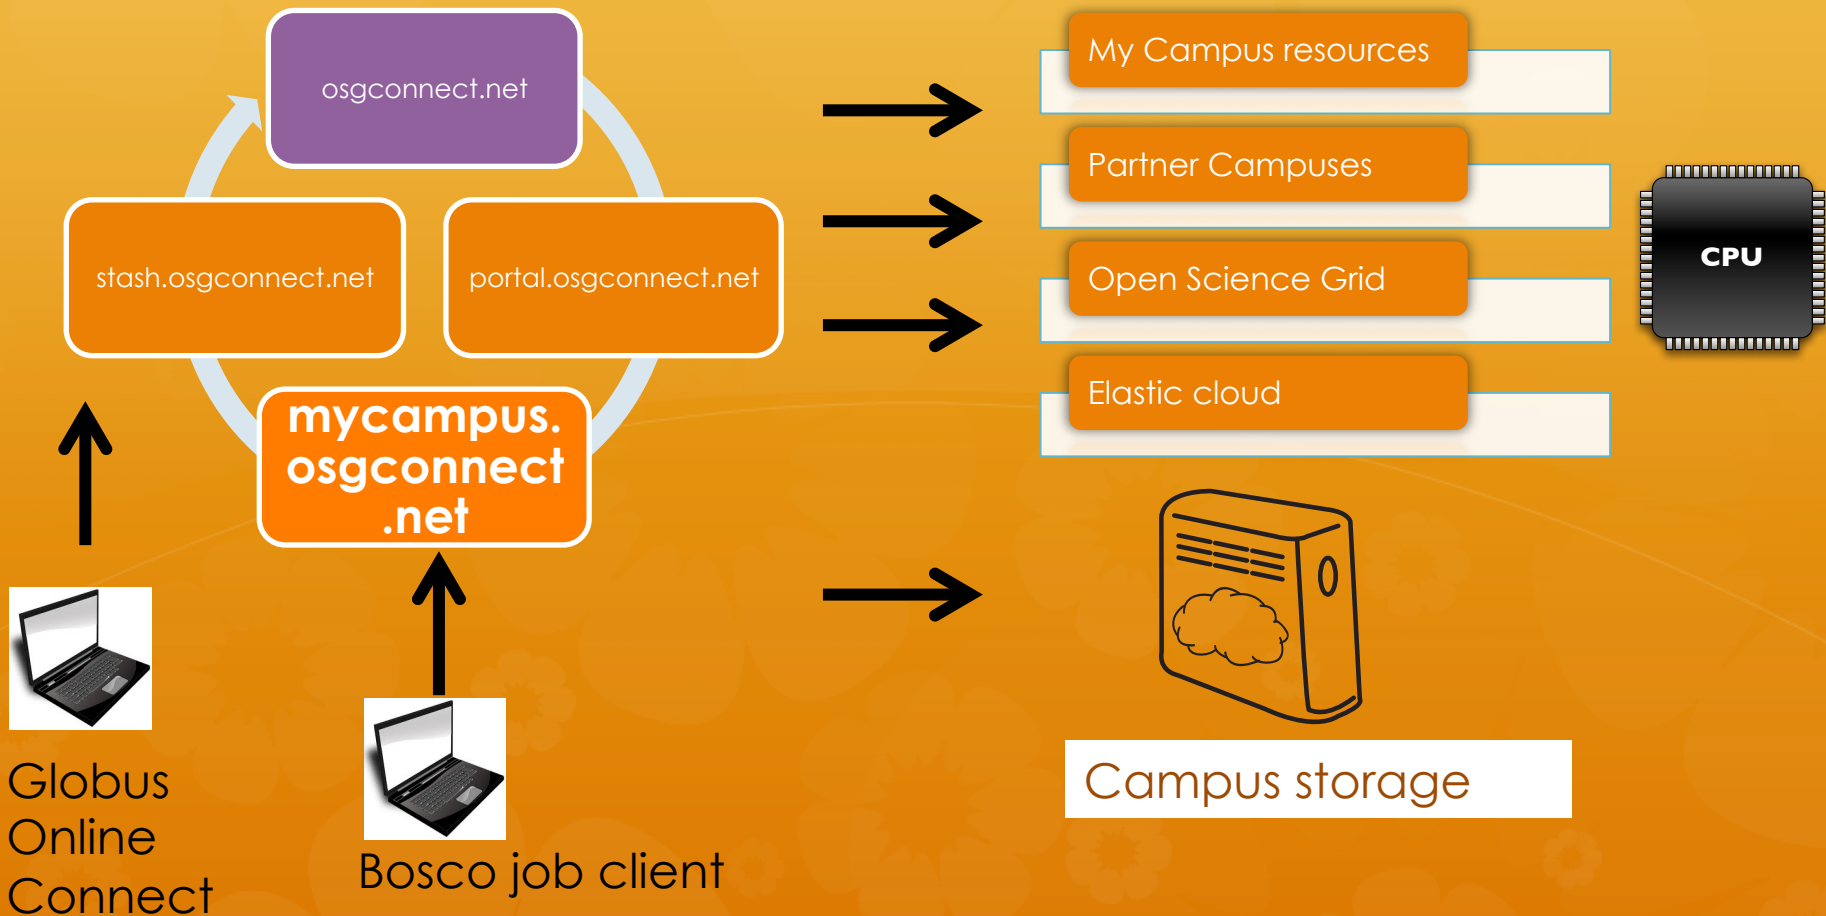 osgconnect.net
stash.osgconnect.net
portal.osgconnect.net
mycampus.
osgconnect
.net
Globus
Online
Connect
Bosco job client
My Campus resources
Partner Campuses
Open Science Grid
Elastic cloud
CPU
Campus storage